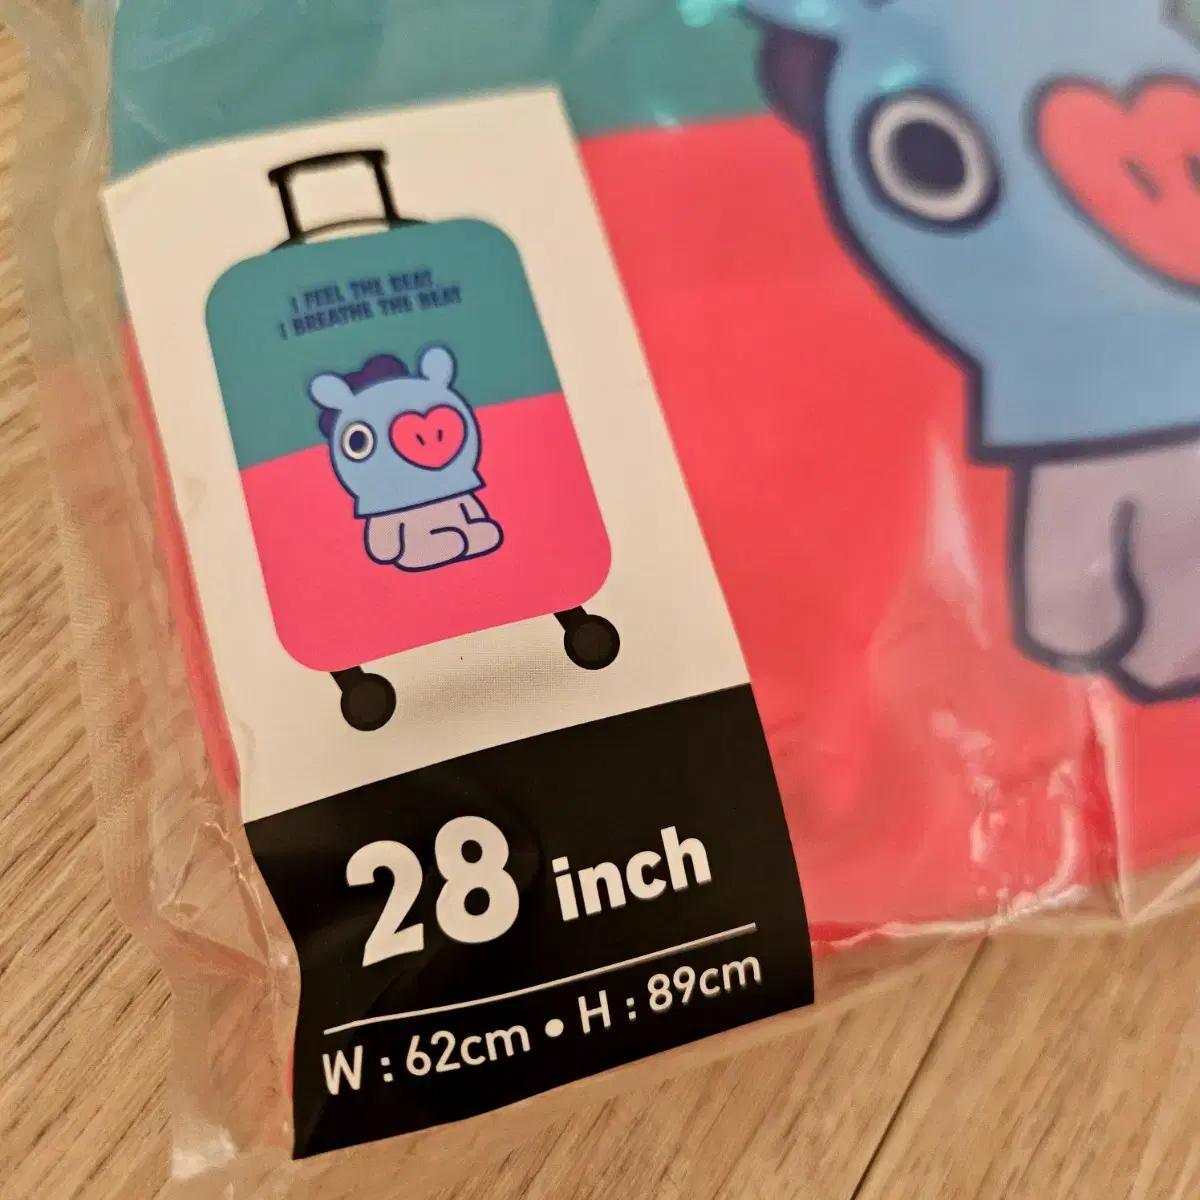 I FEEL THE BEAT
I BREATHE THE BEAT
28 inch
W : 62cm • H : 89cm